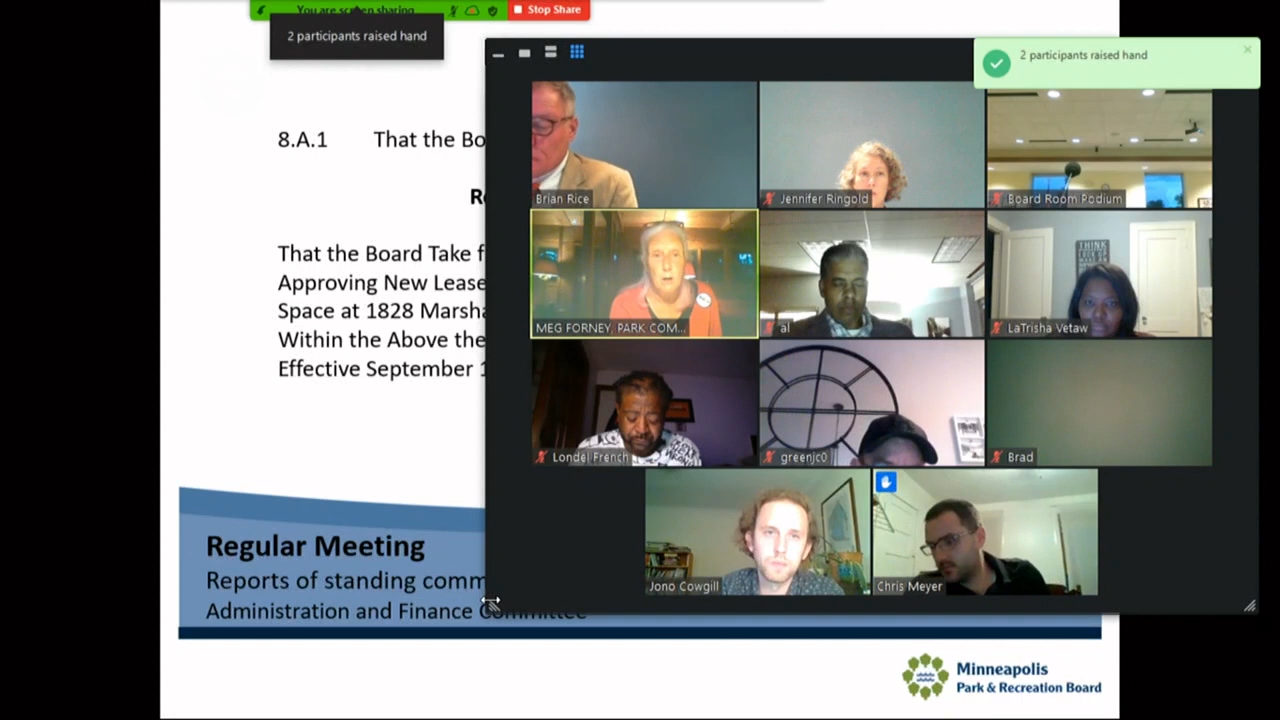 You are screen sharing
Stop Share
2 participants raised hand
2 participants raised hand
8.A.1 That the Bo
That the Board Take f
Approving New Lease
Space at 1828 Marsha
Within the Above the
Effective September 1
Brian Rice
Jennifer Ringold
Board Room Podium
MEG FORNEY, PARK COM...
al
THINK
LaTrisha Vetaw
Londel French
greenjc0
Brad
Jono Cowgill
Chris Meyer
Regular Meeting
Reports of standing comm
Administration and Finance Committee
Minneapolis
Park & Recreation Board